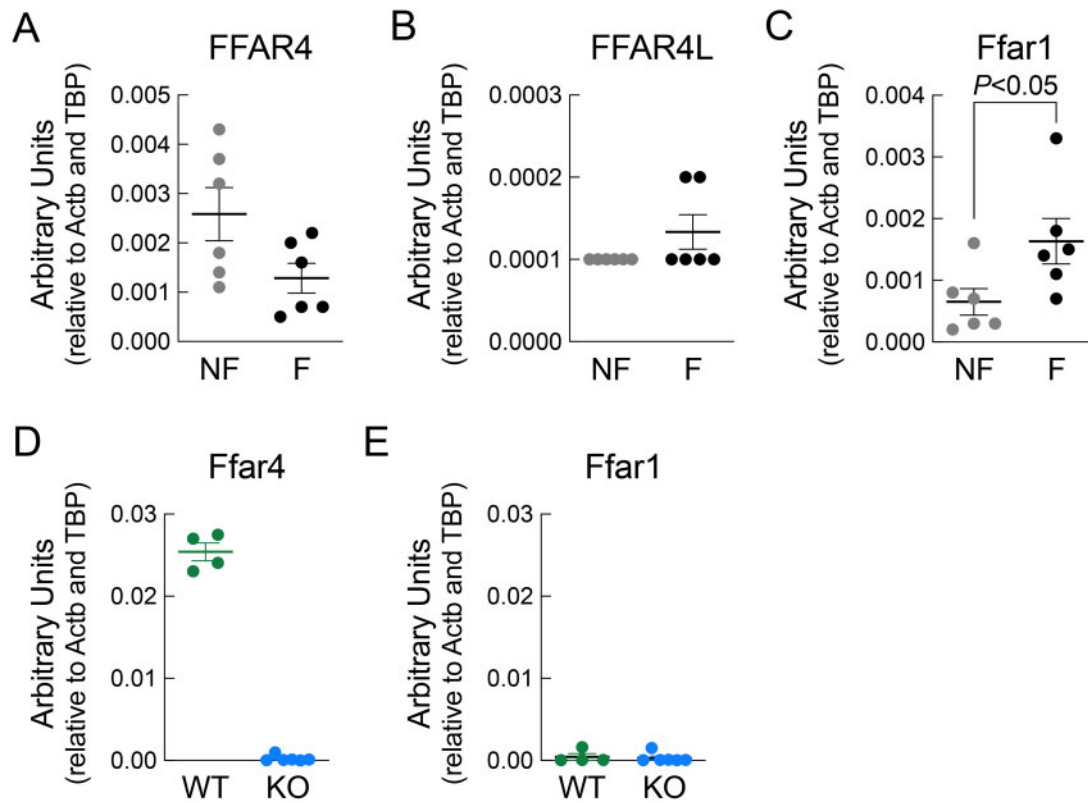 A
FFAR4
Arbitrary Units
(relative to Actb and TBP)
0.005
0.004
0.003
0.002
0.001
0.000
NF F
B
FFAR4L
Arbitrary Units
(relative to Actb and TBP)
0.0003
0.0002
0.0001
0.0000
NF F
C
Ffar1
P<0.05
Arbitrary Units
(relative to Actb and TBP)
0.004
0.003
0.002
0.001
0.000
NF F
D
Ffar4
Arbitrary Units
(relative to Actb and TBP)
0.03
0.02
0.01
0.00
WT KO
E
Ffar1
Arbitrary Units
(relative to Actb and TBP)
0.03
0.02
0.01
0.00
WT KO